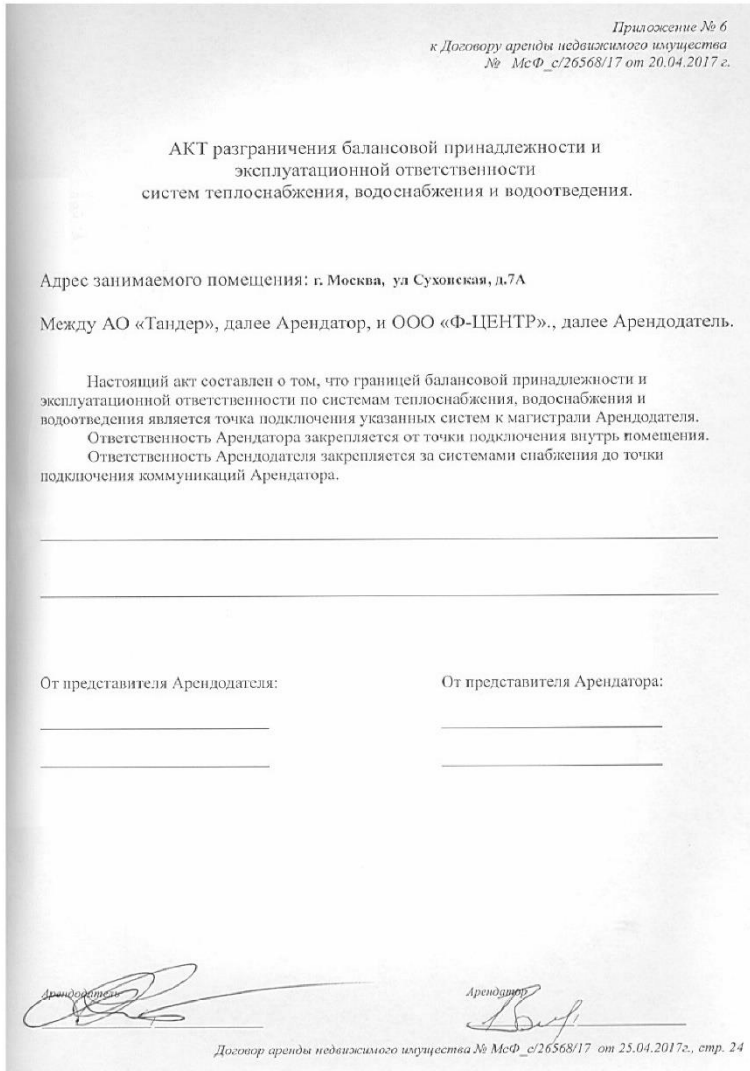 Приложение № 6
к Договору аренды недвижимого имущества
№ МсФ_с/26568/17 от 20.04.2017 г.
АКТ разграничения балансовой принадлежности и
эксплуатационной ответственности
систем теплоснабжения, водоснабжения и водоотведения.
Адрес занимаемого помещения: г. Москва, ул Сухонская, д.7А
Между АО «Тандер», далее Арендатор, и ООО «Ф-ЦЕНТР»., далее Арендодатель.
Настоящий акт составлен о том, что границей балансовой принадлежности и
эксплуатационной ответственности по системам теплоснабжения, водоснабжения и
водоотведения является точка подключения указанных систем к магистрали Арендодателя.
Ответственность Арендатора закрепляется от точки подключения внутрь помещения.
Ответственность Арендодателя закрепляется за системами снабжения до точки
подключения коммуникаций Арендатора.
От представителя Арендодателя: От представителя Арендатора:
Арендодатель Арендатор
Договор аренды недвижимого имущества № МсФ_с/26568/17 от 25.04.2017г., стр. 24